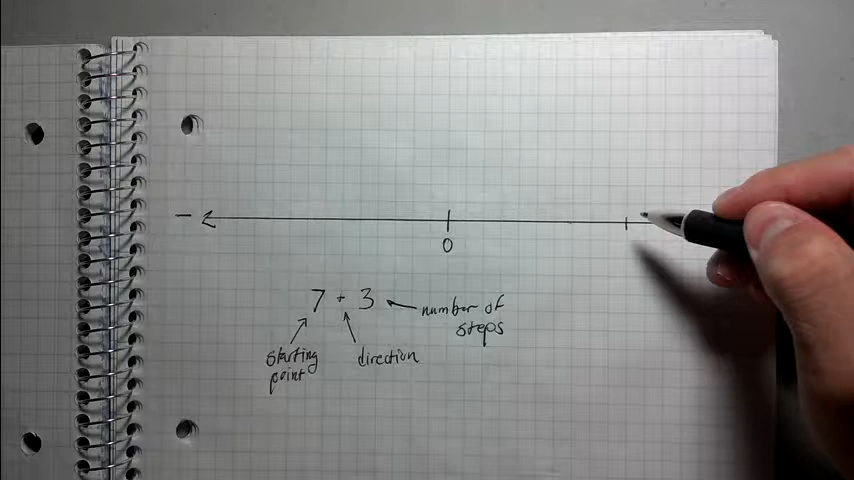 −
0
7 + 3
number of
steps
starting
point
direction